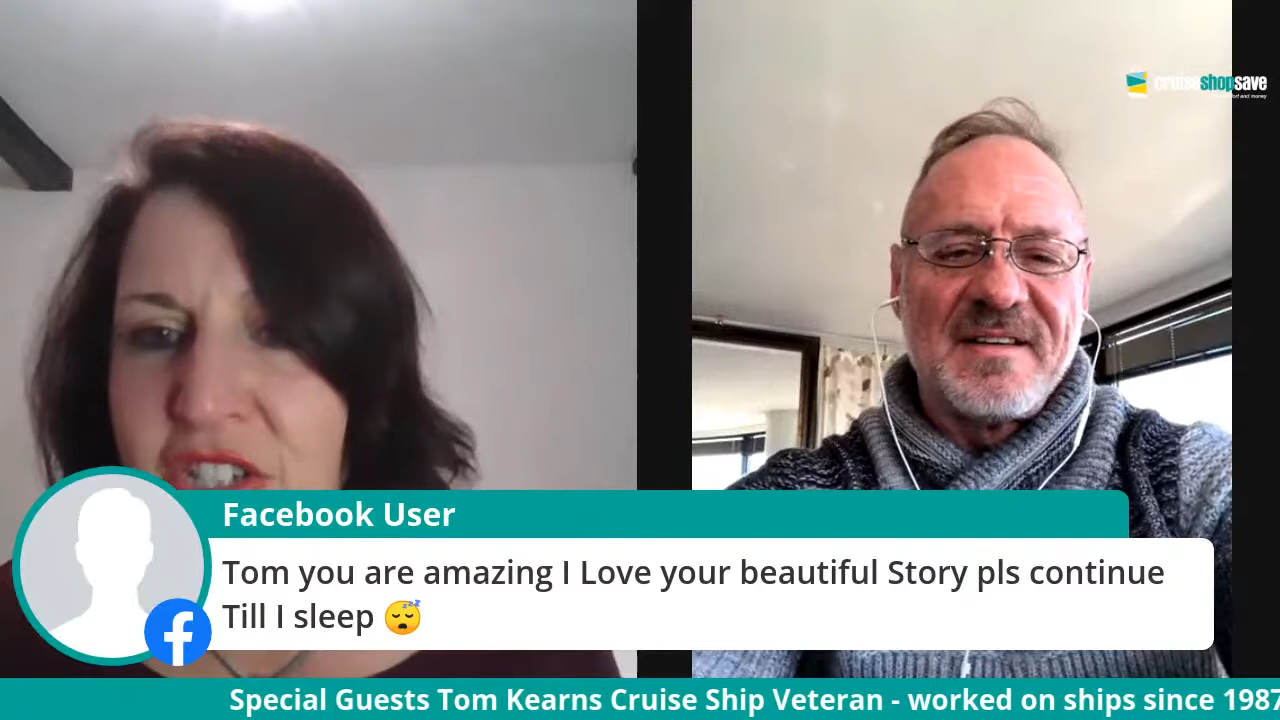 cruiseshopsave
Facebook User
Tom you are amazing I Love your beautiful Story pls continue
Till I sleep 😴
Special Guests Tom Kearns Cruise Ship Veteran - worked on ships since 1987